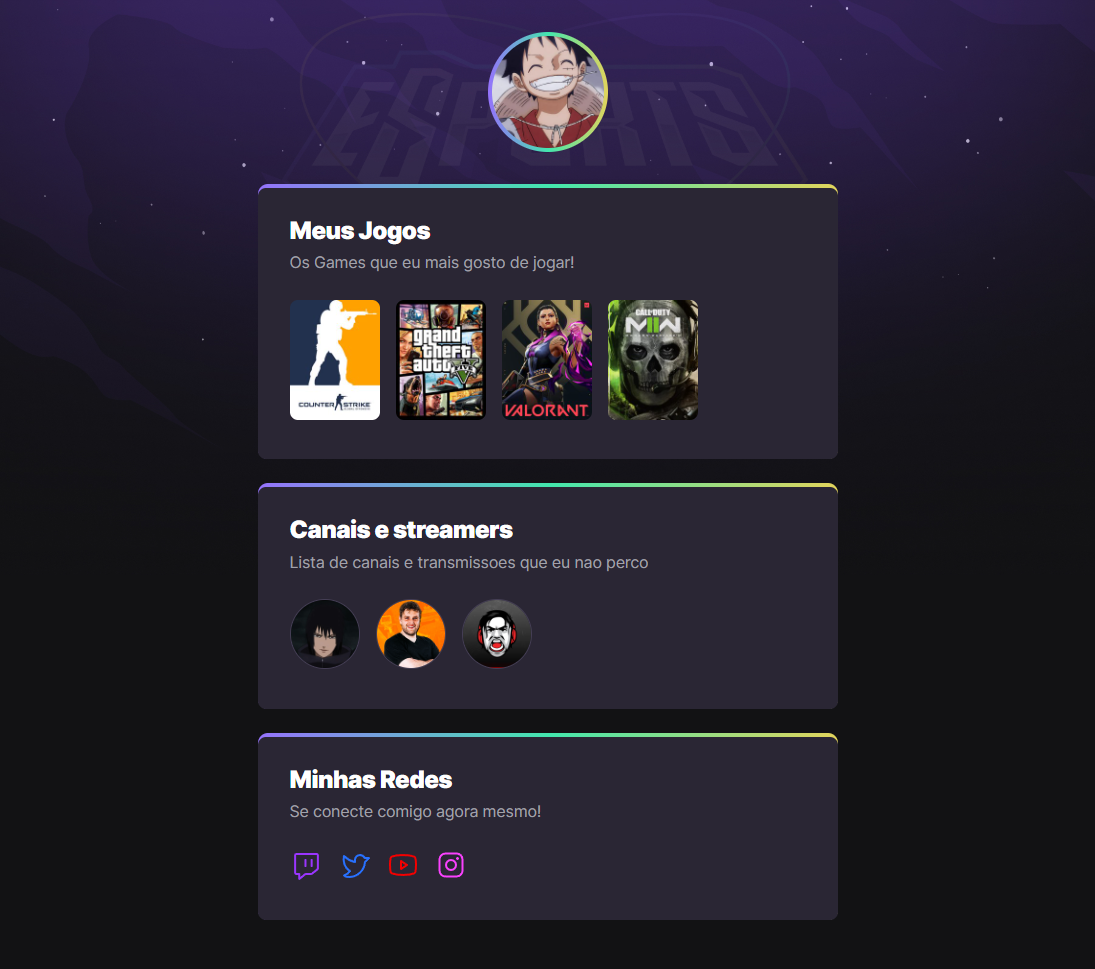 ESPORTS
Meus Jogos
Os Games que eu mais gosto de jogar!
COUNTER STRIKE
grand
theft
auto
V
FIVE
VALORANT
CALL OF DUTY
MWII
Canais e streamers
Lista de canais e transmissoes que eu nao perco
Minhas Redes
Se conecte comigo agora mesmo!